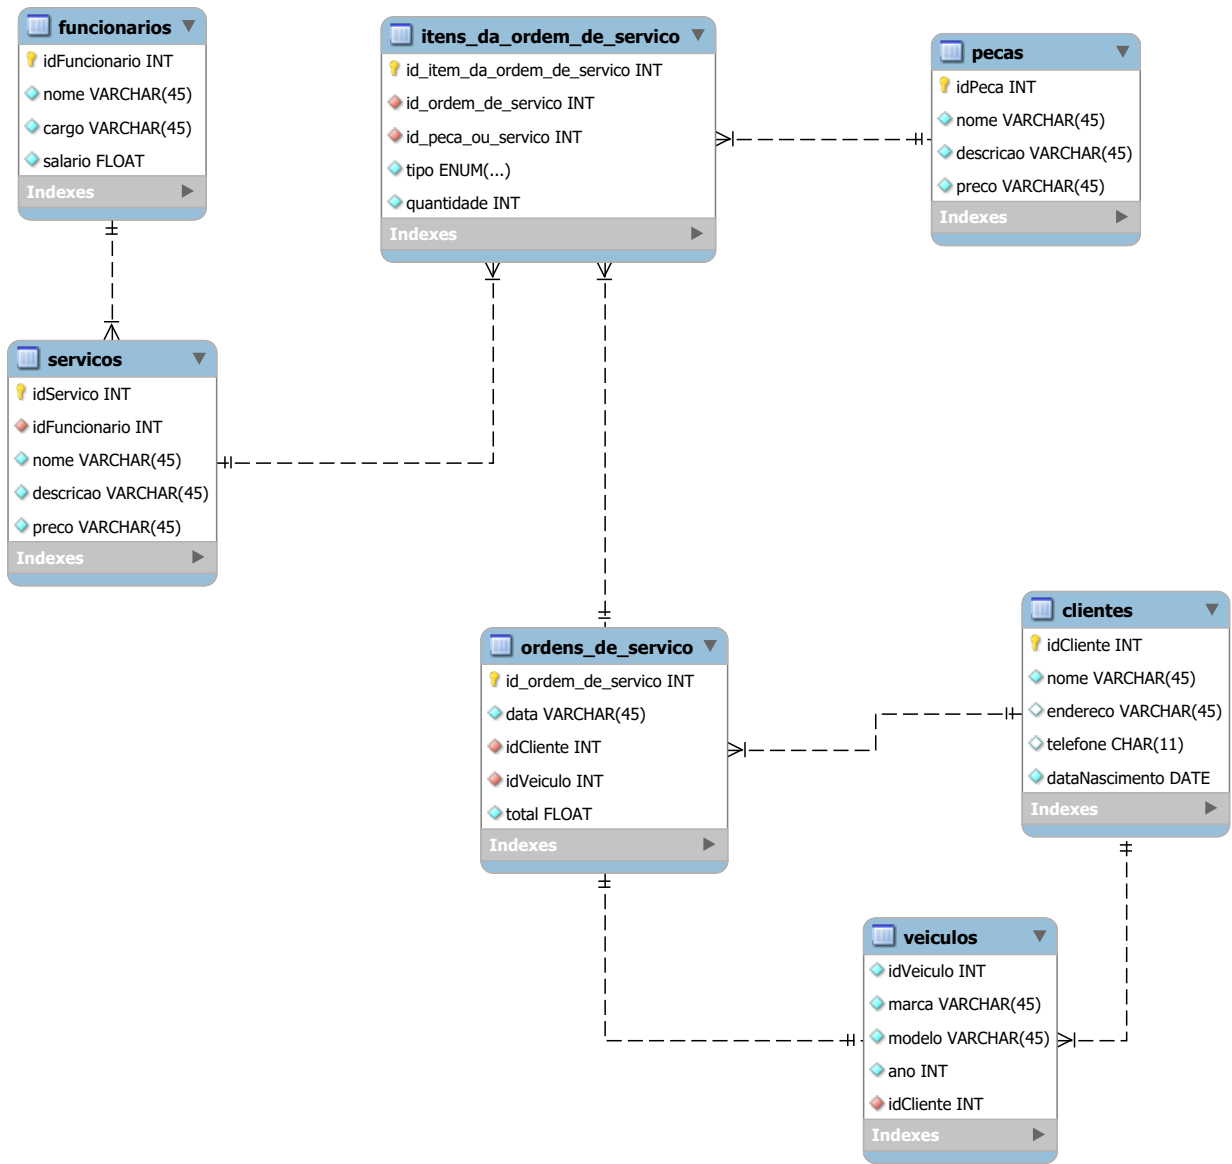 funcionarios
idFuncionario INT
nome VARCHAR(45)
cargo VARCHAR(45)
salario FLOAT
Indexes
itens_da_ordem_de_servico
id_item_da_ordem_de_servico INT
id_ordem_de_servico INT
id_peca_ou_servico INT
tipo ENUM(...)
quantidade INT
Indexes
pecas
idPeca INT
nome VARCHAR(45)
descricao VARCHAR(45)
preco VARCHAR(45)
Indexes
servicos
idServico INT
idFuncionario INT
nome VARCHAR(45)
descricao VARCHAR(45)
preco VARCHAR(45)
Indexes
ordens_de_servico
id_ordem_de_servico INT
data VARCHAR(45)
idCliente INT
idVeiculo INT
total FLOAT
Indexes
clientes
idCliente INT
nome VARCHAR(45)
endereco VARCHAR(45)
telefone CHAR(11)
dataNascimento DATE
Indexes
veiculos
idVeiculo INT
marca VARCHAR(45)
modelo VARCHAR(45)
ano INT
idCliente INT
Indexes